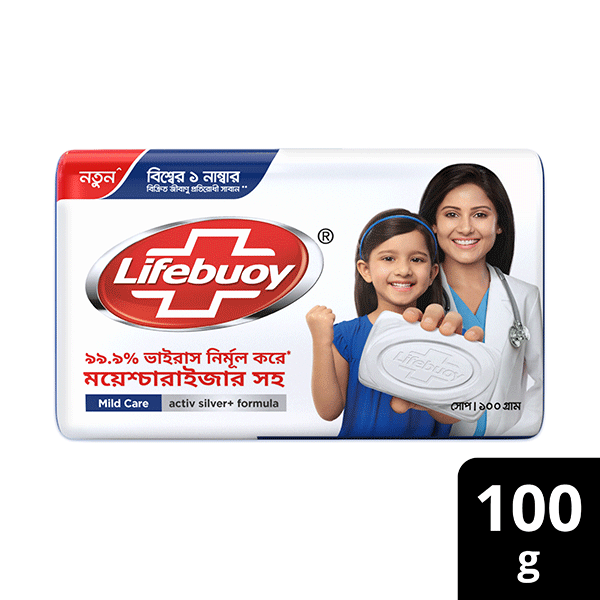 নতুন^
বিশ্বের ১ নাম্বার
বিক্রিত জীবাণু প্রতিরোধী সাবান**
Lifebuoy®
৯৯.৯% ভাইরাস নির্মূল করে*
ময়েশ্চারাইজার সহ
Mild Care
activ silver+ formula
Lifebuoy
সোপ | ১০০ গ্রাম
100
g